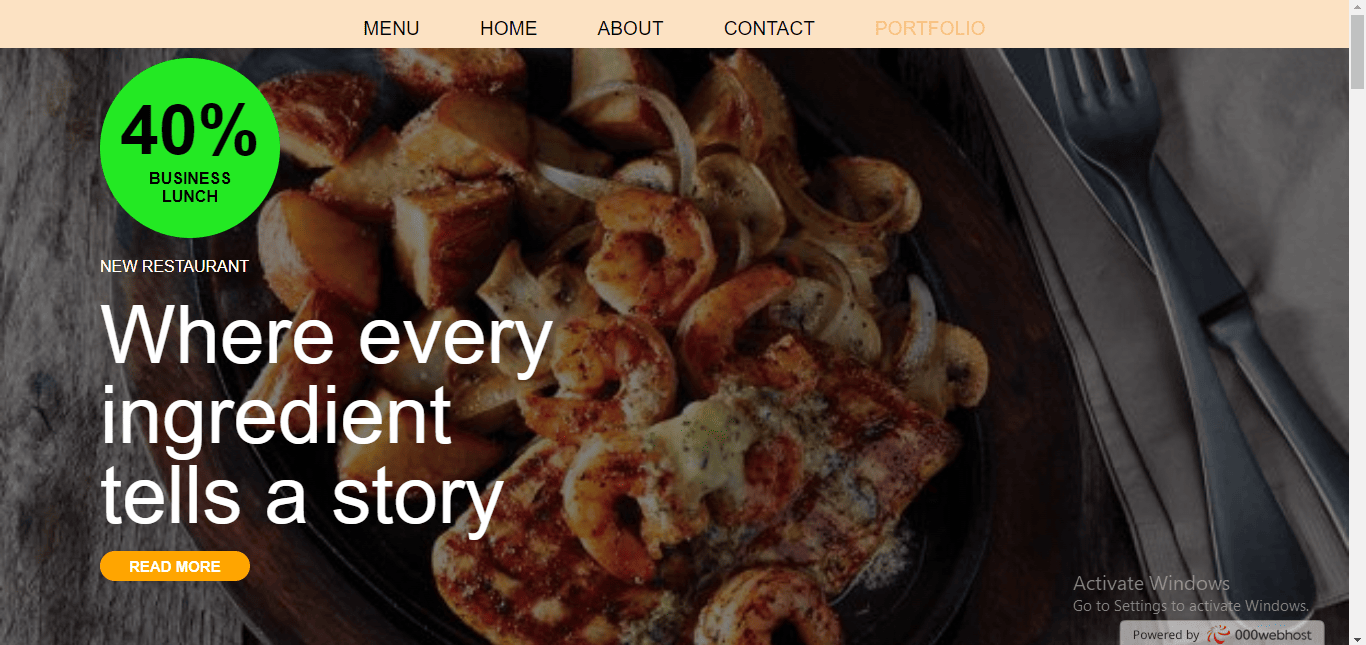 MENU HOME ABOUT CONTACT PORTFOLIO
40%
BUSINESS
LUNCH
NEW RESTAURANT
Where every
ingredient
tells a story
READ MORE
Activate Windows
Go to Settings to activate Windows.
Powered by 000webhost